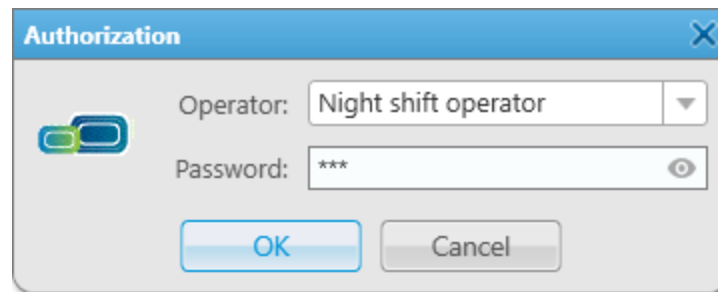 Authorization
Operator: Night shift operator
Password: ***
OK Cancel